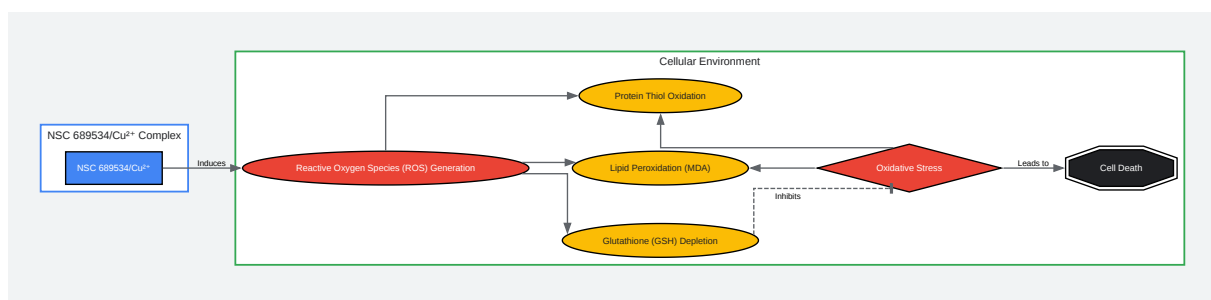 Cellular Environment
Protein Thiol Oxidation
NSC 689534/Cu²⁺ Complex
NSC 689534/Cu²⁺
Induces
Reactive Oxygen Species (ROS) Generation
Lipid Peroxidation (MDA)
Oxidative Stress
Leads to
Cell Death
Inhibits
Glutathione (GSH) Depletion